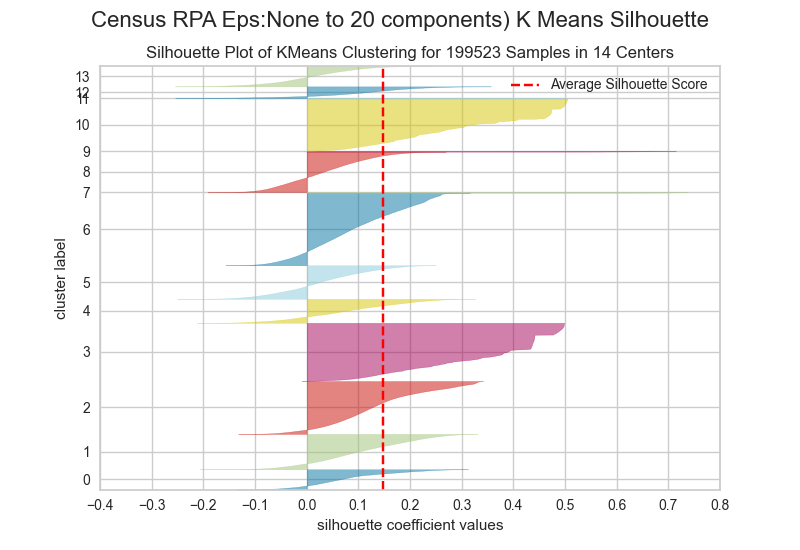 Census RPA Eps:None to 20 components) K Means Silhouette
Silhouette Plot of KMeans Clustering for 199523 Samples in 14 Centers
Average Silhouette Score
13
12
11
10
9
8
7
6
5
4
3
2
1
0
cluster label
−0.4 −0.3 −0.2 −0.1 0.0 0.1 0.2 0.3 0.4 0.5 0.6 0.7 0.8
silhouette coefficient values